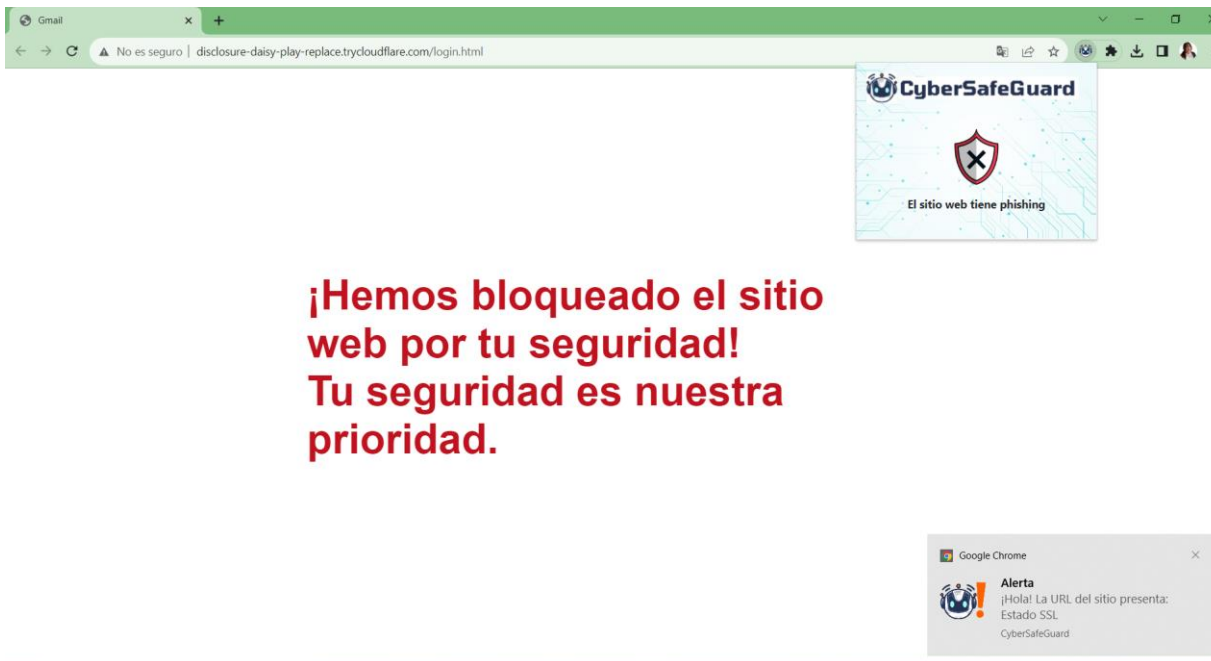 Gmail
No es seguro | disclosure-daisy-play-replace.trycloudflare.com/login.html
CyberSafeGuard
El sitio web tiene phishing
¡Hemos bloqueado el sitio
web por tu seguridad!
Tu seguridad es nuestra
prioridad.
Google Chrome
Alerta
¡Hola! La URL del sitio presenta:
Estado SSL
CyberSafeGuard